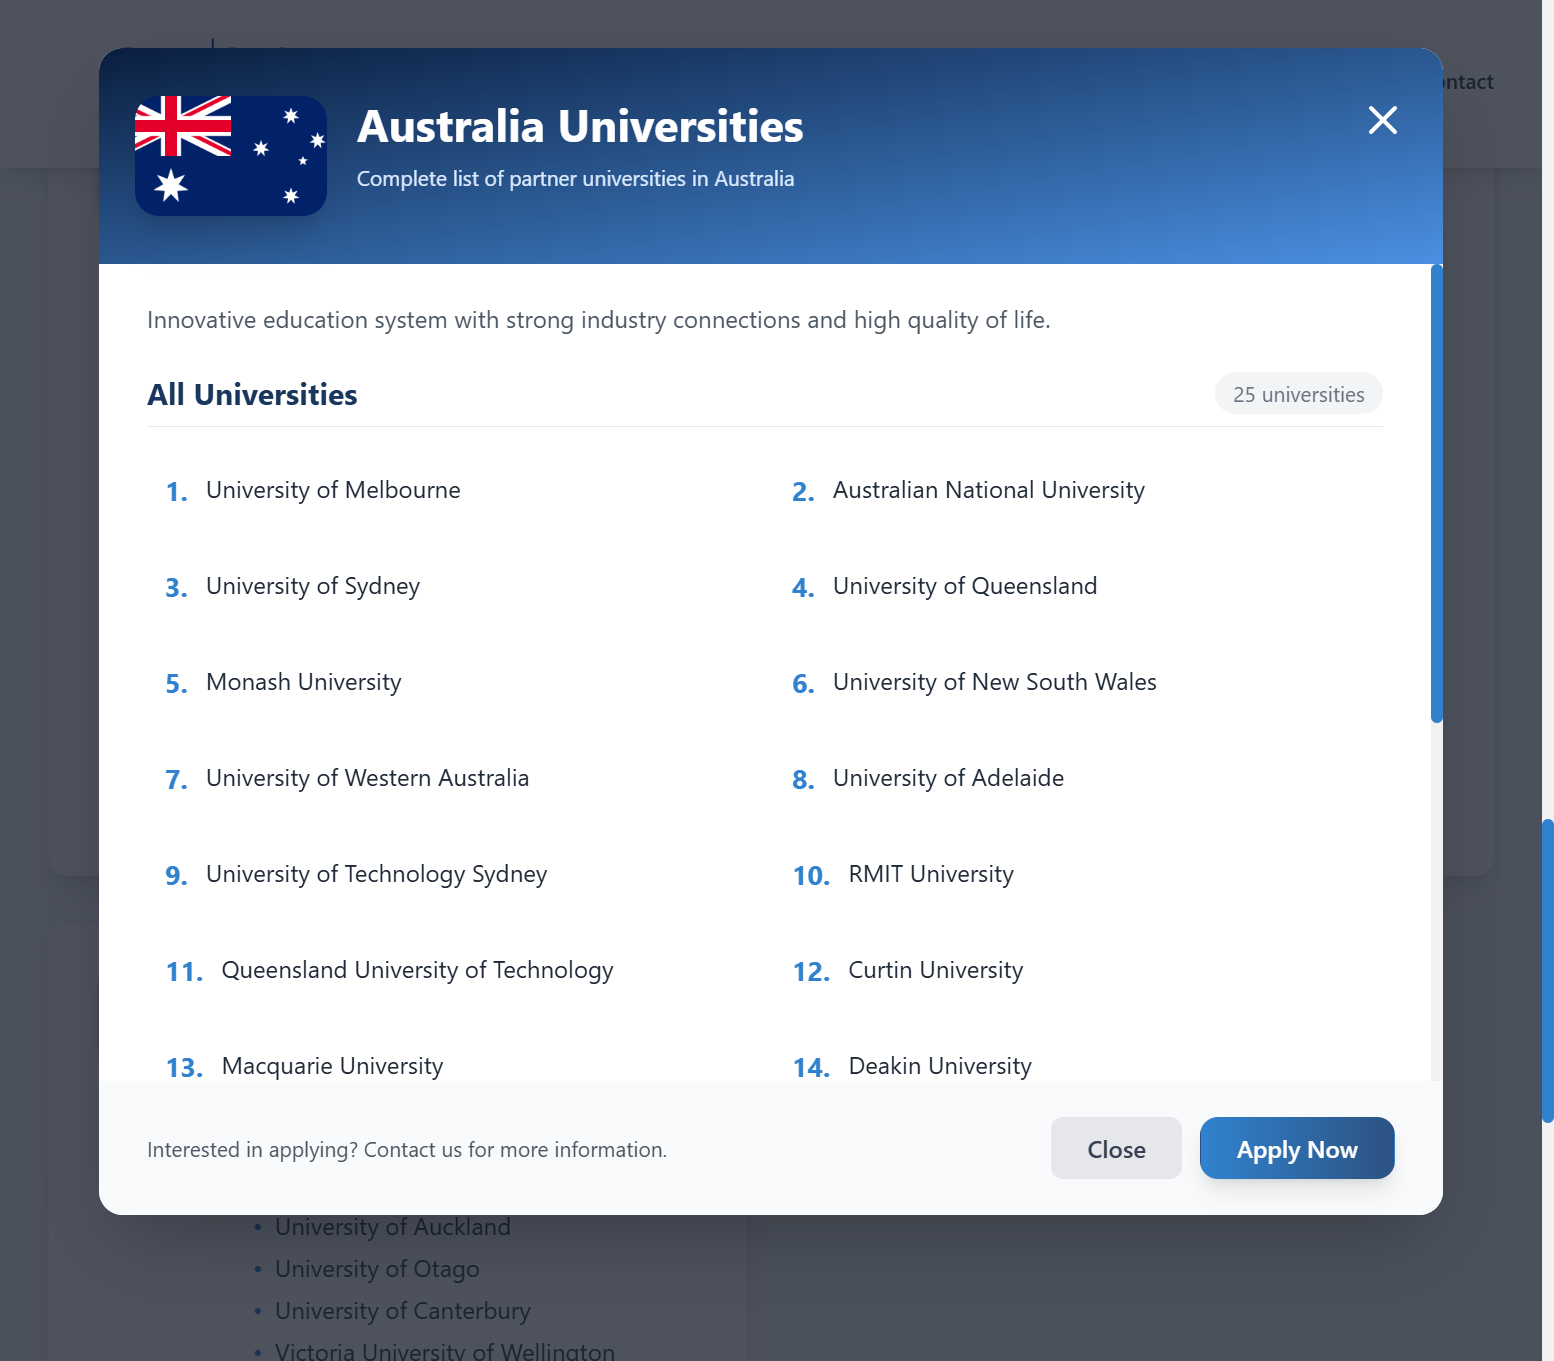 Contact
Australia Universities
Complete list of partner universities in Australia
Innovative education system with strong industry connections and high quality of life.
All Universities
25 universities
1. University of Melbourne
2. Australian National University
3. University of Sydney
4. University of Queensland
5. Monash University
6. University of New South Wales
7. University of Western Australia
8. University of Adelaide
9. University of Technology Sydney
10. RMIT University
11. Queensland University of Technology
12. Curtin University
13. Macquarie University
14. Deakin University
Interested in applying? Contact us for more information.
Close
Apply Now
• University of Auckland
• University of Otago
• University of Canterbury
• Victoria University of Wellington